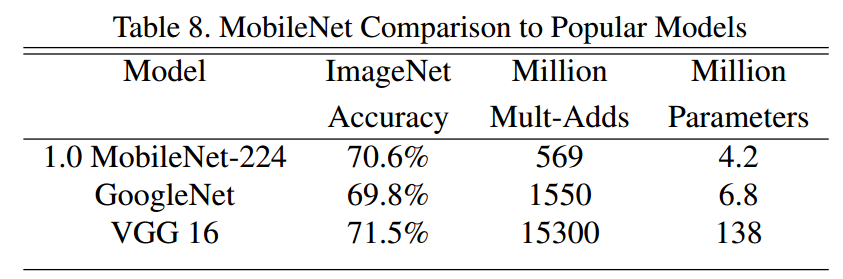 Table 8. MobileNet Comparison to Popular Models
Model ImageNet Million Million
Accuracy Mult-Adds Parameters
1.0 MobileNet-224 70.6% 569 4.2
GoogleNet 69.8% 1550 6.8
VGG 16 71.5% 15300 138